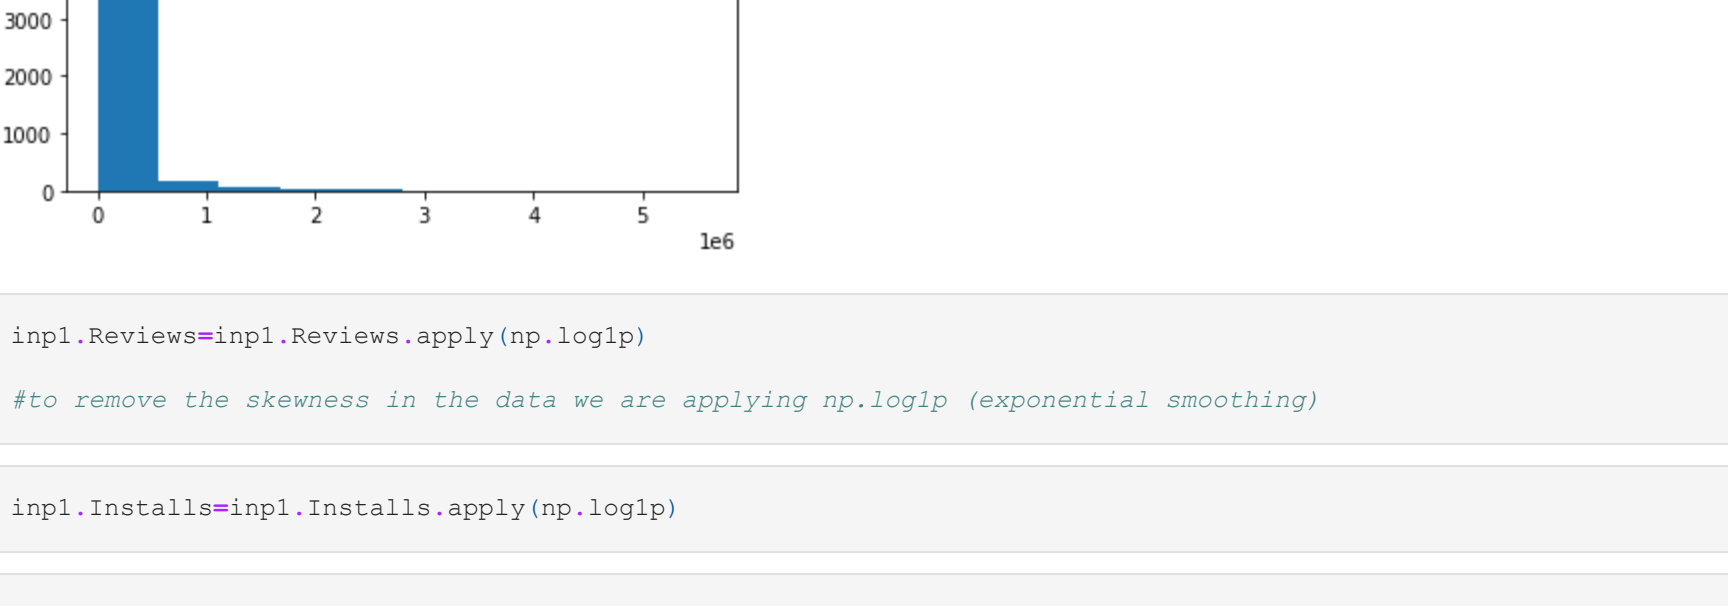 3000
2000
1000
0
0 1 2 3 4 5
1e6
inp1.Reviews=inp1.Reviews.apply(np.log1p)
#to remove the skewness in the data we are applying np.log1p (exponential smoothing)
inp1.Installs=inp1.Installs.apply(np.log1p)